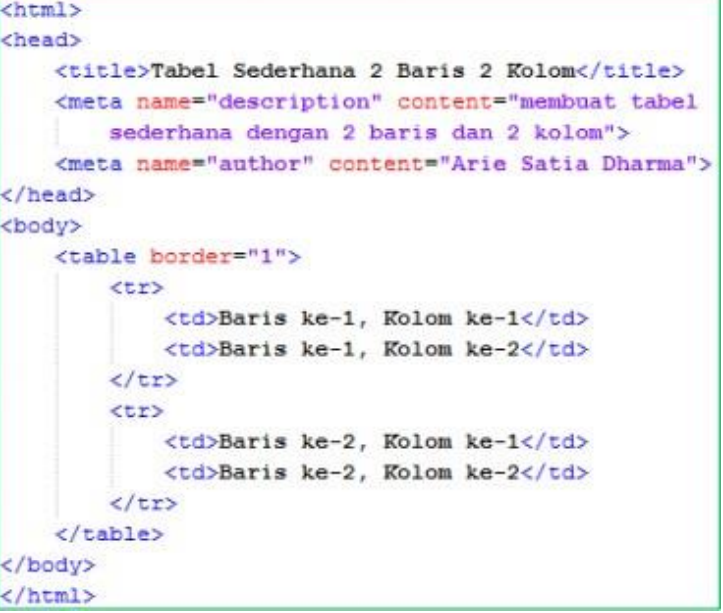 <html>
<head>
    <title>Tabel Sederhana 2 Baris 2 Kolom</title>
    <meta name="description" content="membuat tabel
        sederhana dengan 2 baris dan 2 kolom">
    <meta name="author" content="Arie Satia Dharma">
</head>
<body>
    <table border="1">
        <tr>
            <td>Baris ke-1, Kolom ke-1</td>
            <td>Baris ke-1, Kolom ke-2</td>
        </tr>
        <tr>
            <td>Baris ke-2, Kolom ke-1</td>
            <td>Baris ke-2, Kolom ke-2</td>
        </tr>
    </table>
</body>
</html>